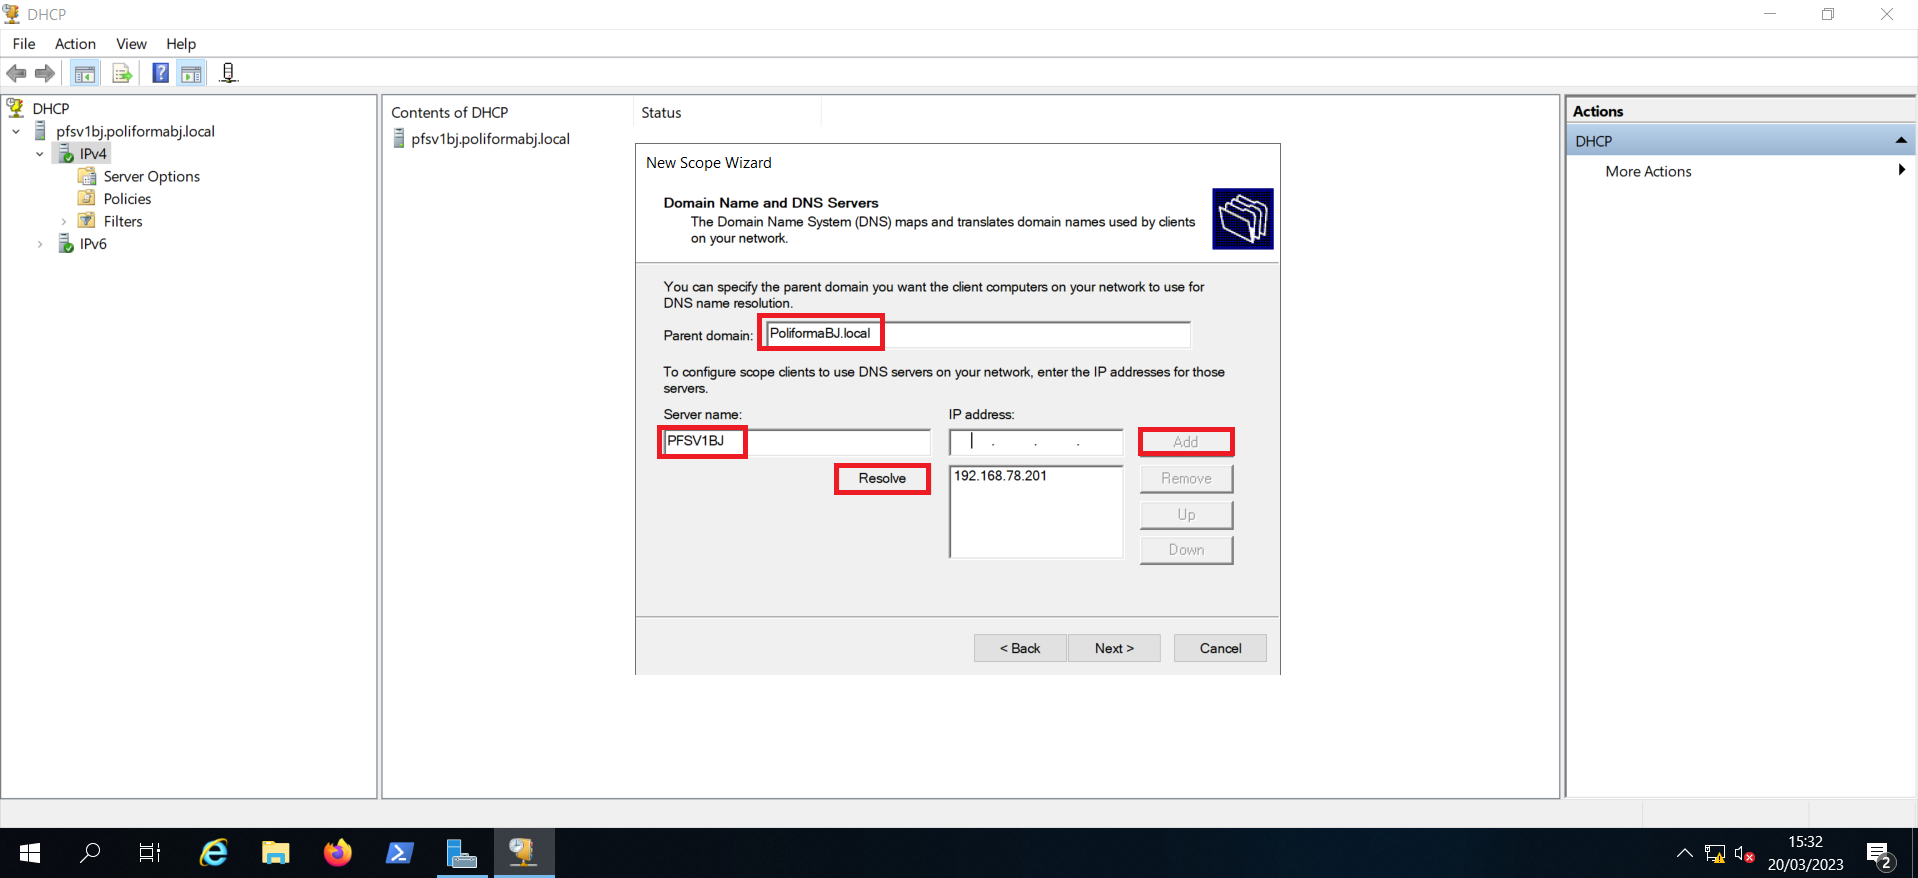 DHCP
File Action View Help
DHCP
pfsv1bj.poliformabj.local
IPv4
Server Options
Policies
Filters
IPv6
Contents of DHCP Status
pfsv1bj.poliformabj.local
New Scope Wizard
Domain Name and DNS Servers
The Domain Name System (DNS) maps and translates domain names used by clients
on your network.
You can specify the parent domain you want the client computers on your network to use for
DNS name resolution.
Parent domain: PoliformaBJ.local
To configure scope clients to use DNS servers on your network, enter the IP addresses for those
servers.
Server name: IP address:
PFSV1BJ . . . Add
Resolve 192.168.78.201 Remove
Up
Down
< Back Next > Cancel
Actions
DHCP
More Actions
15:32
20/03/2023
2